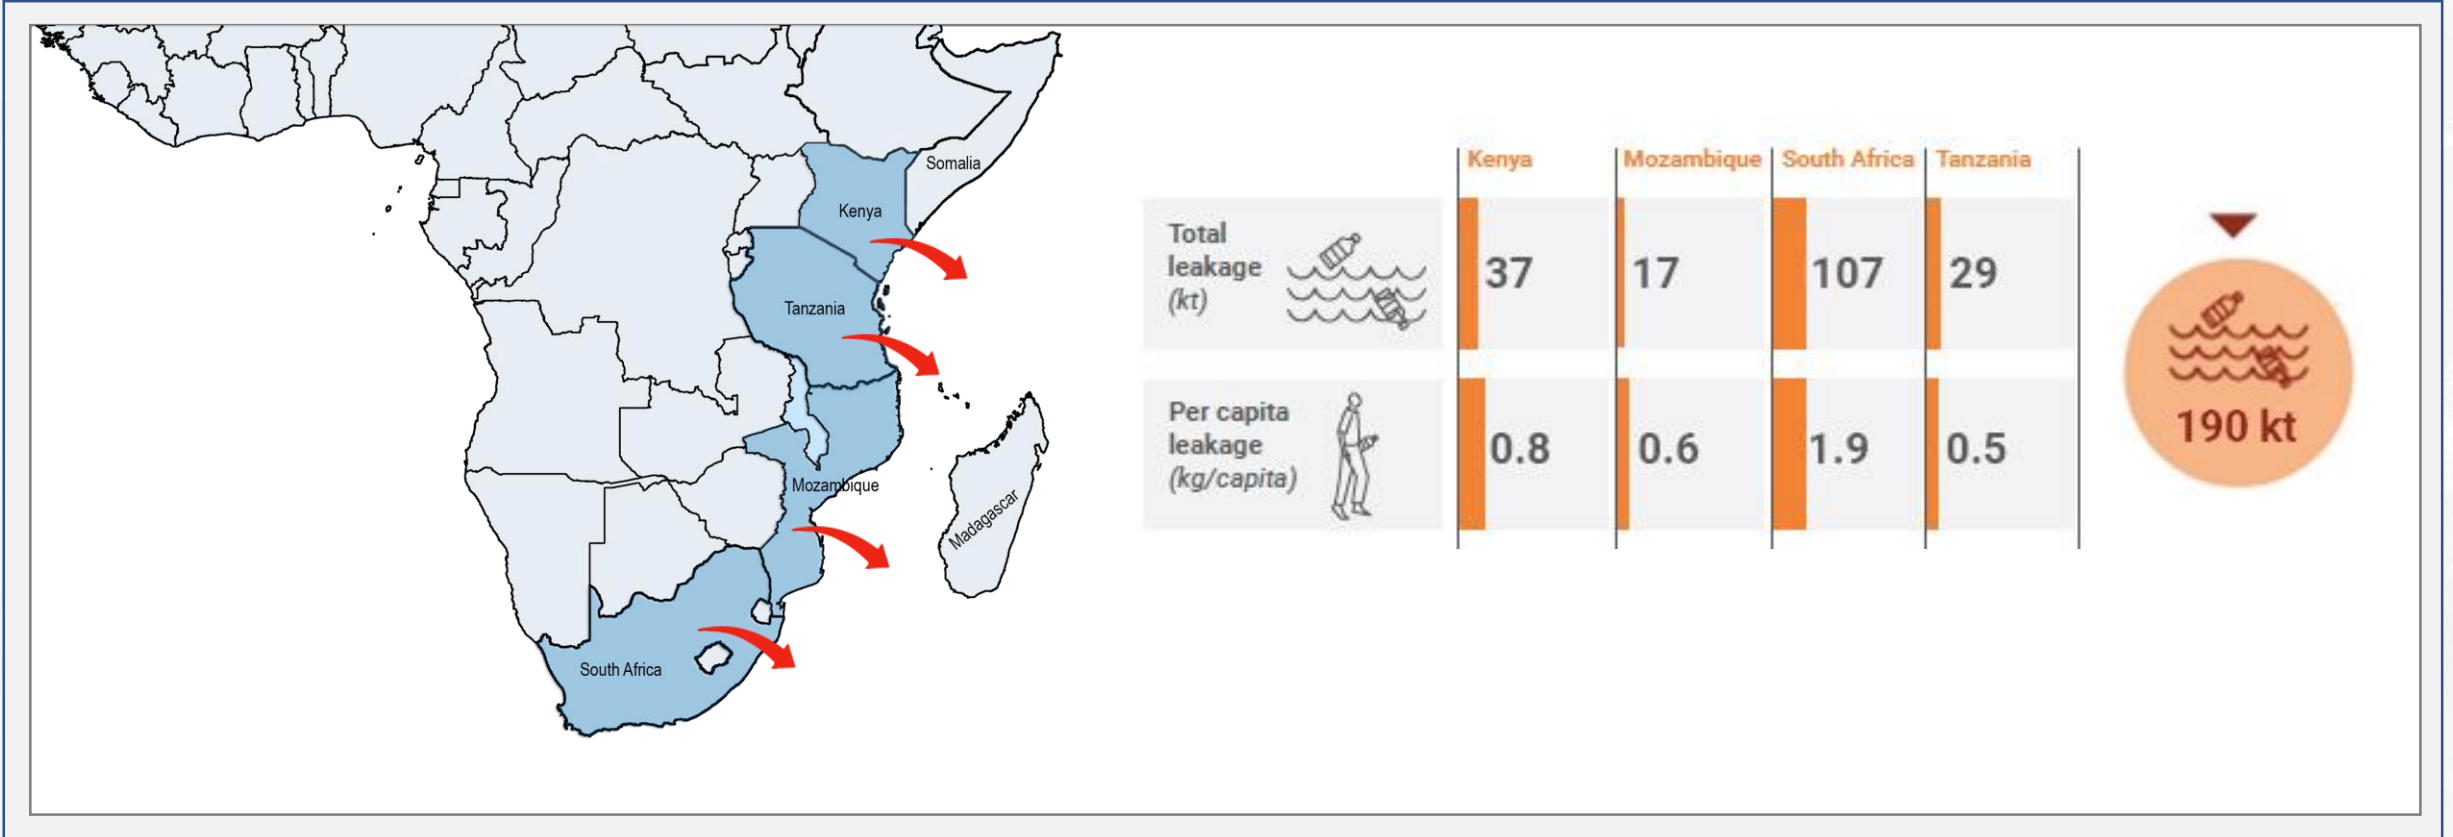 Somalia
Kenya
Tanzania
Mozambique
Madagascar
South Africa
Kenya
Mozambique
South Africa
Tanzania
Total
leakage
(kt)
37
17
107
29
Per capita
leakage
(kg/capita)
0.8
0.6
1.9
0.5
190 kt